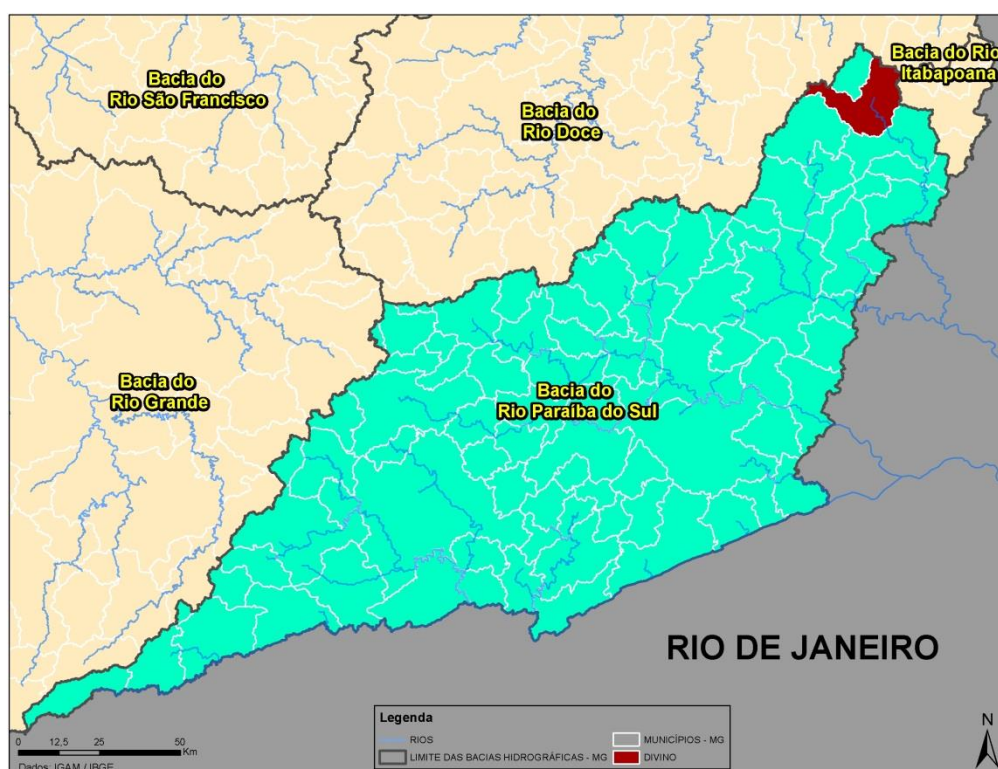 Bacia do
Rio São Francisco
Bacia do
Rio Doce
Bacia do Rio
Itabapoana
Bacia do
Rio Grande
Bacia do
Rio Paraíba do Sul
RIO DE JANEIRO
Legenda
RIOS
MUNICÍPIOS - MG
LIMITE DAS BACIAS HIDROGRÁFICAS - MG
DIVINO
N
0 12,5 25 50
Km
Dados: IGAM / IBGE